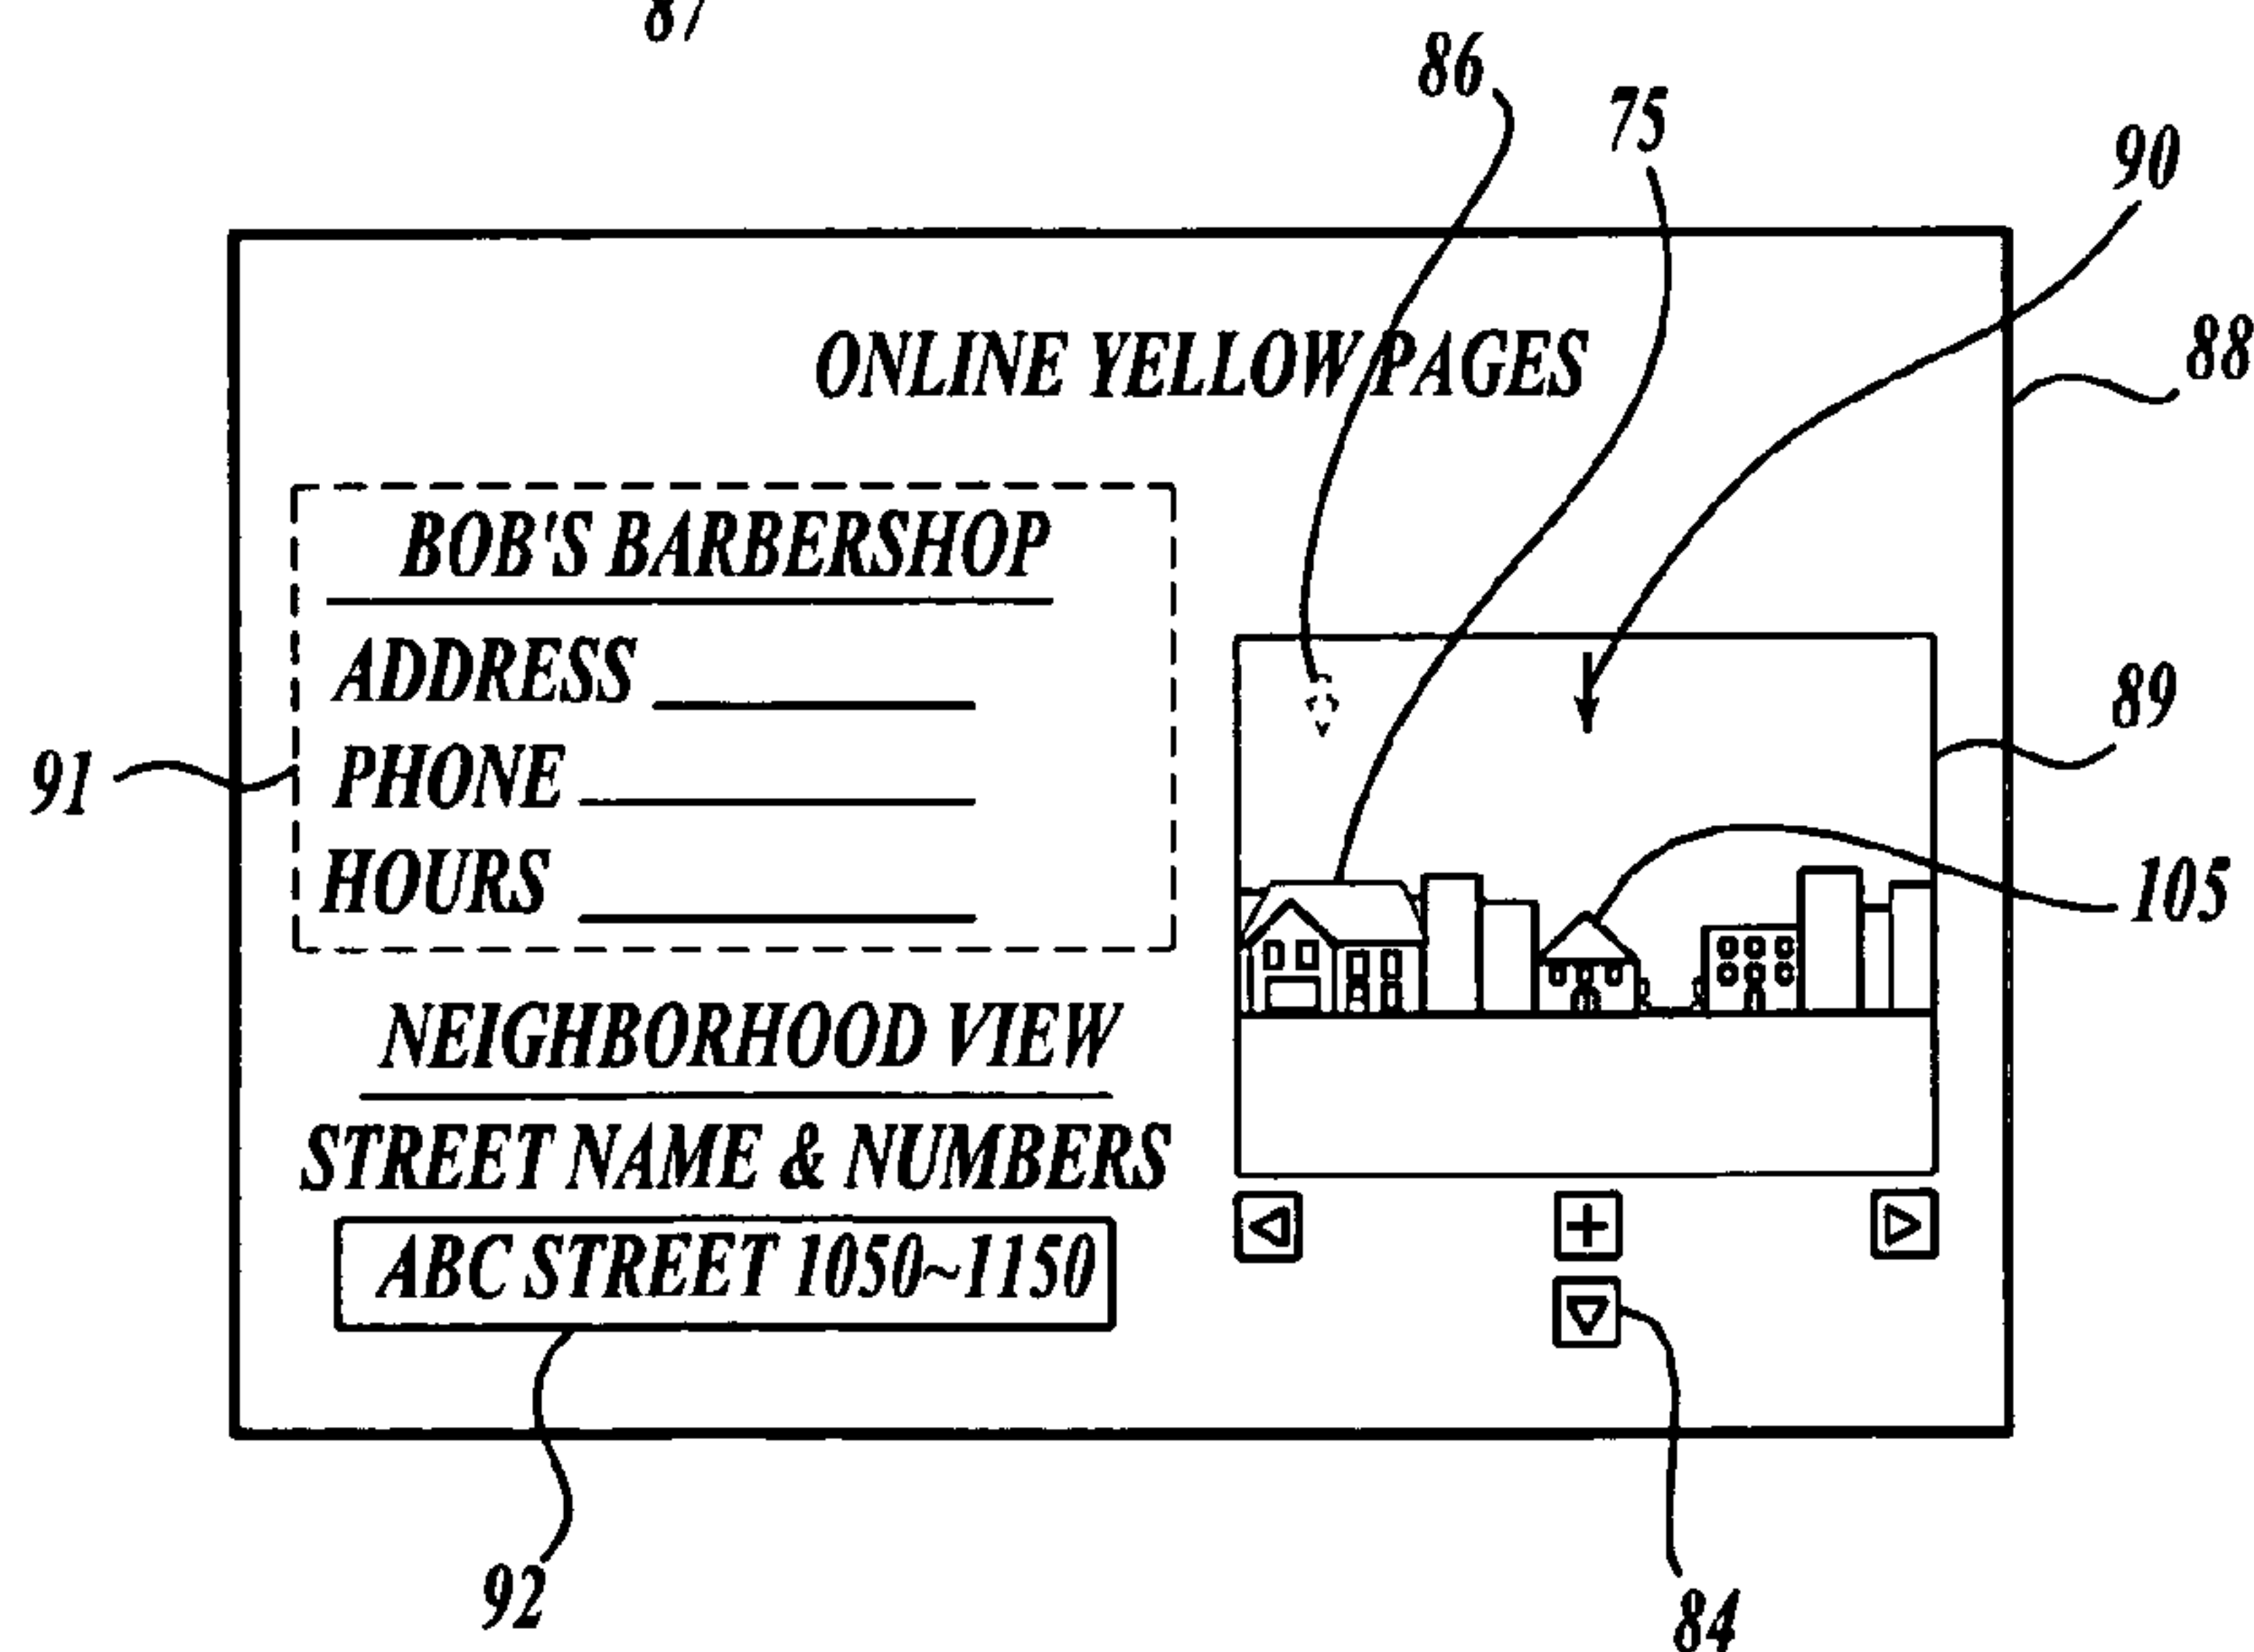 87
86
75
90
88
ONLINE YELLOW PAGES
BOB'S BARBERSHOP
ADDRESS
PHONE
HOURS
91
89
105
NEIGHBORHOOD VIEW
STREET NAME & NUMBERS
ABC STREET 1050~1150
92
84